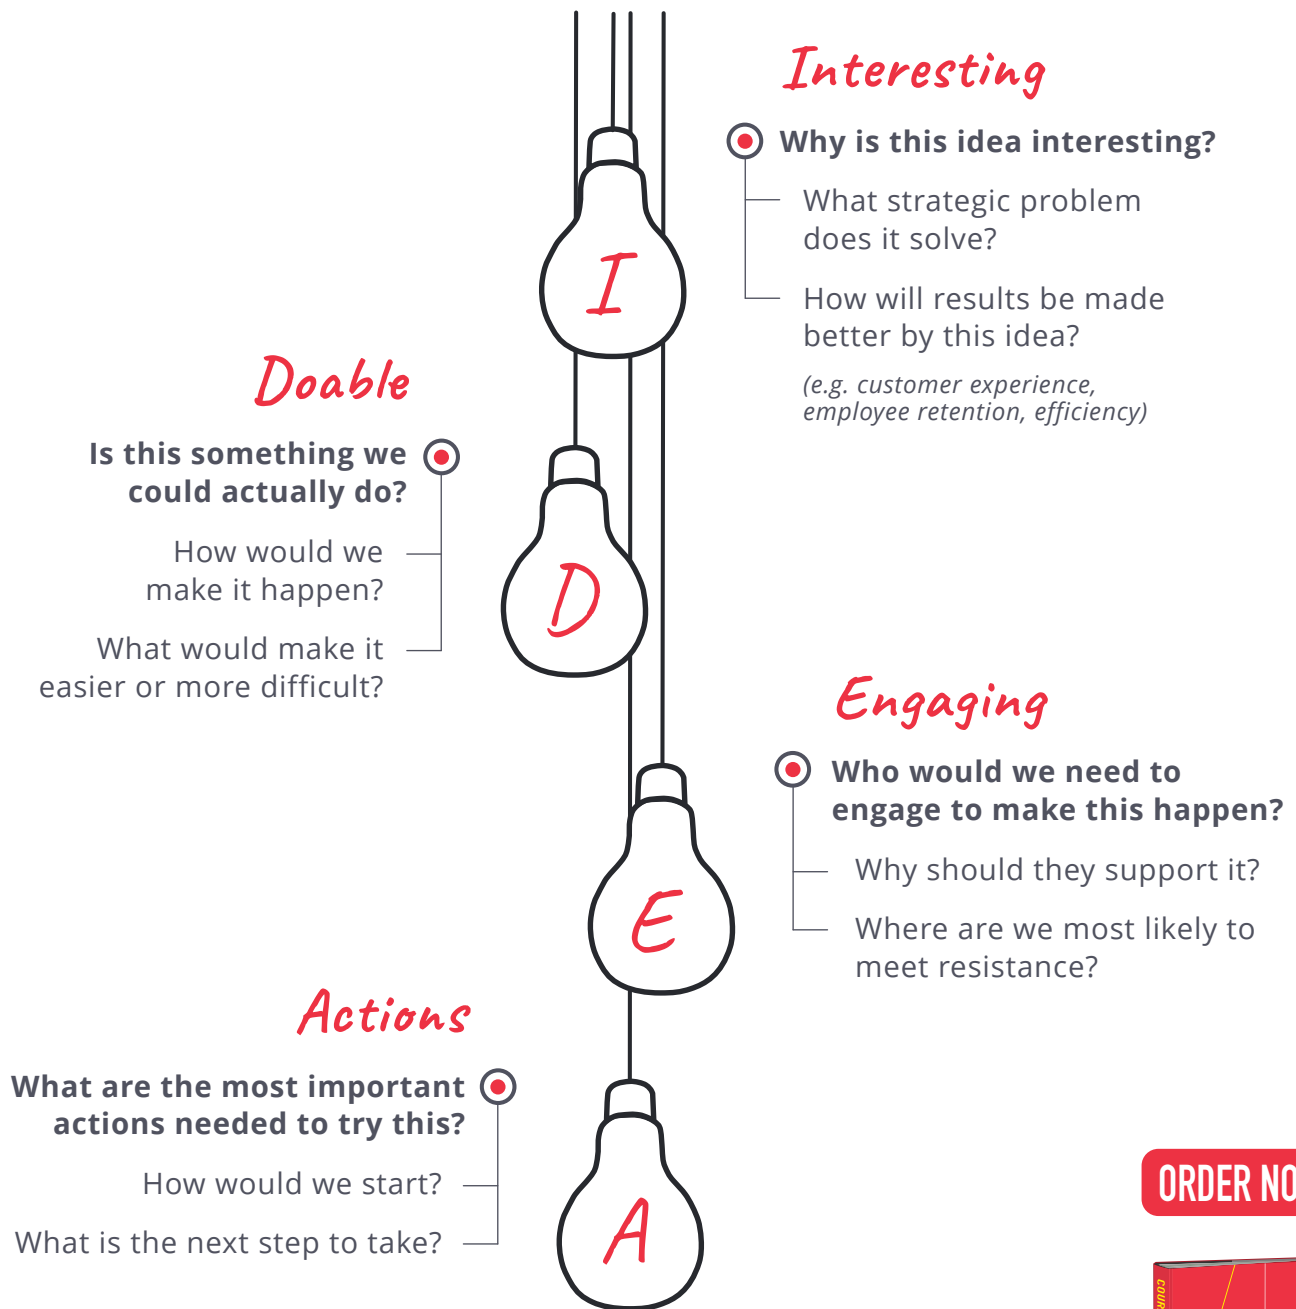 Interesting
Why is this idea interesting?
What strategic problem
does it solve?
How will results be made
better by this idea?
(e.g. customer experience,
employee retention, efficiency)
I
Doable
Is this something we
could actually do?
How would we
make it happen?
What would make it
easier or more difficult?
D
Engaging
Who would we need to
engage to make this happen?
Why should they support it?
Where are we most likely to
meet resistance?
E
Actions
What are the most important
actions needed to try this?
How would we start?
What is the next step to take?
A
ORDER NO
COUR